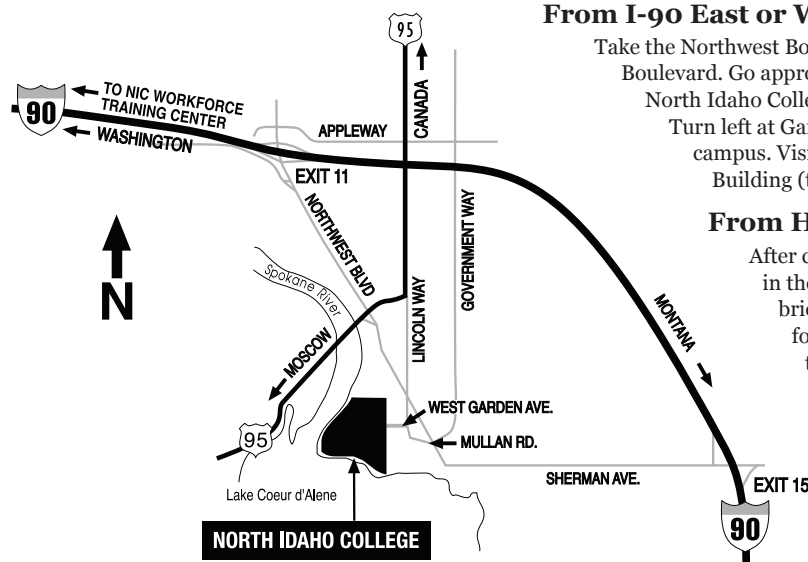 From I-90 East or W
Take the Northwest Bo
Boulevard. Go appro
North Idaho Colle
Turn left at Gar
campus. Visi
Building (t
From H
After c
in the
brid
fo
t
95
CANADA
90
TO NIC WORKFORCE
TRAINING CENTER
WASHINGTON
APPLEWAY
EXIT 11
NORTHWEST BLVD
GOVERNMENT WAY
N
Spokane River
LINCOLN WAY
MONTANA
MOSCOW
WEST GARDEN AVE.
MULLAN RD.
95
SHERMAN AVE.
EXIT 15
Lake Coeur d'Alene
90
NORTH IDAHO COLLEGE